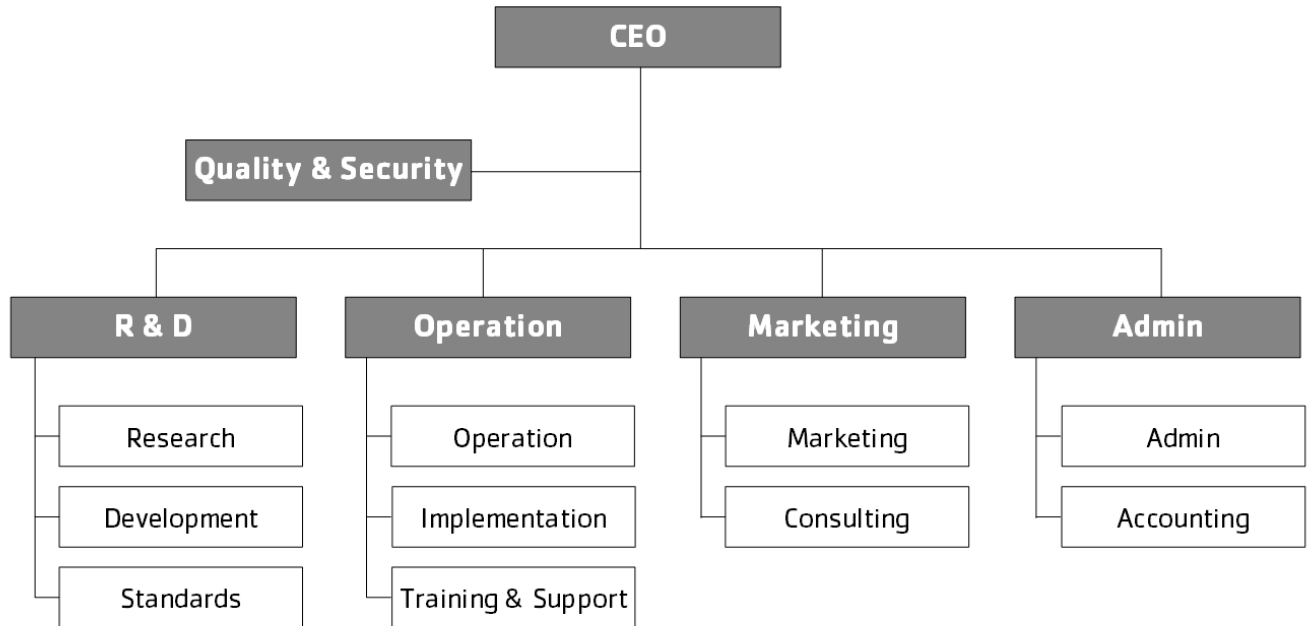 CEO
Quality & Security
R & D
Operation
Marketing
Admin
Research
Operation
Marketing
Admin
Development
Implementation
Consulting
Accounting
Standards
Training & Support